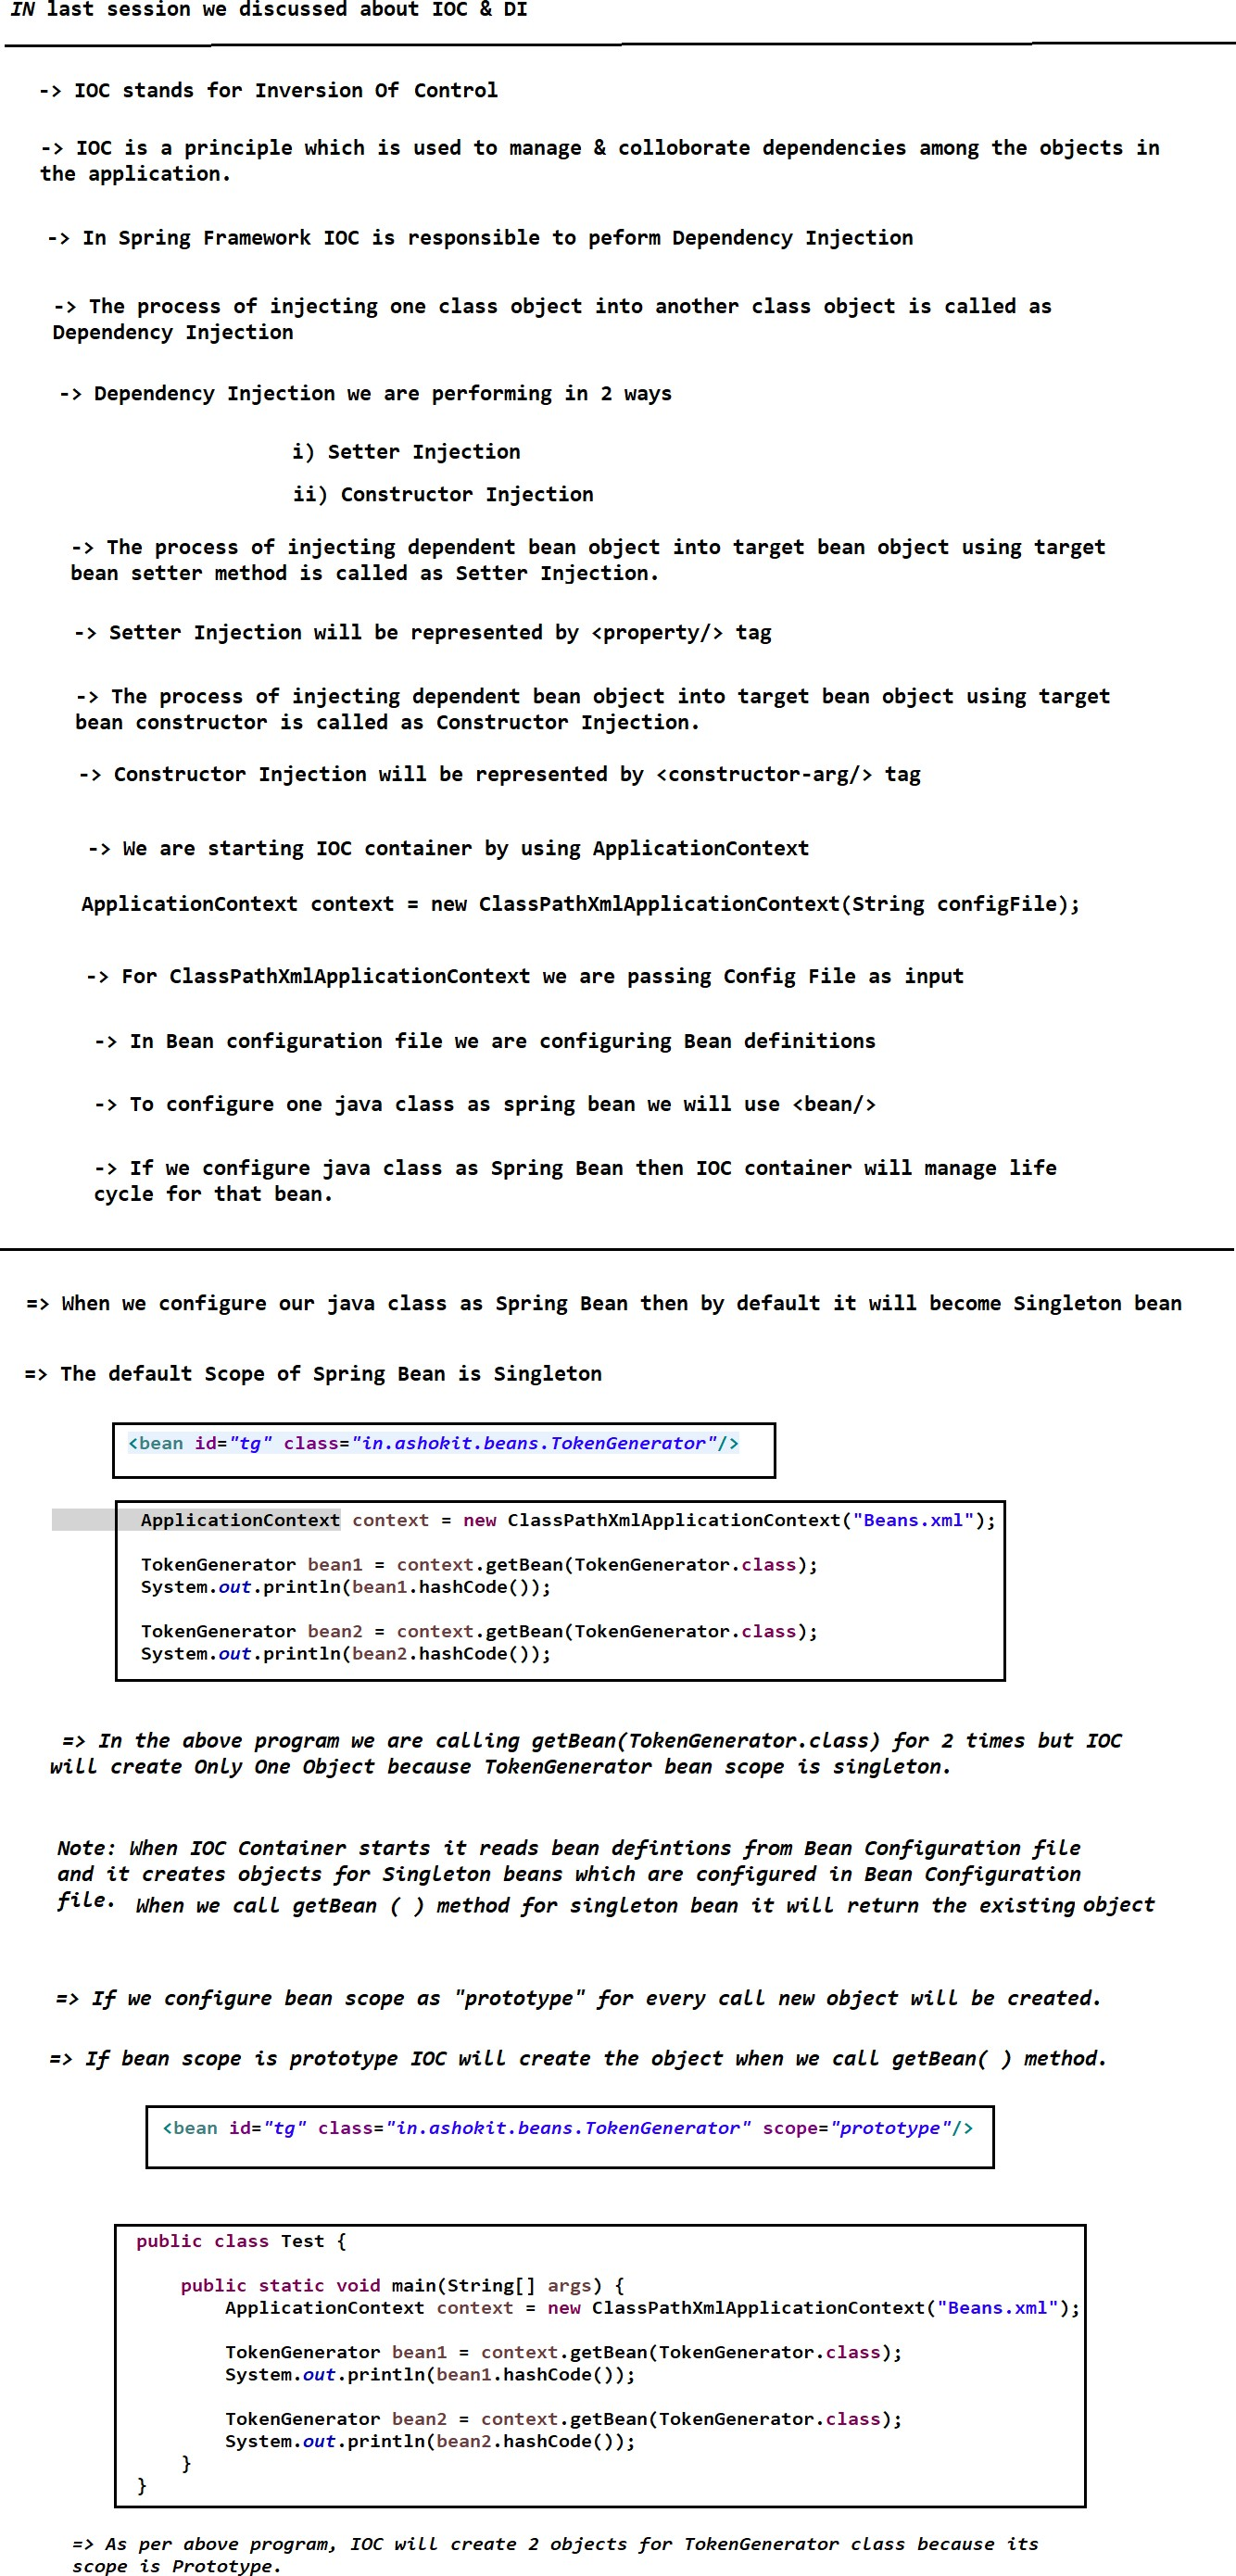 IN last session we discussed about IOC & DI
-> IOC stands for Inversion Of Control
-> IOC is a principle which is used to manage & colloborate dependencies among the objects in
the application.
-> In Spring Framework IOC is responsible to peform Dependency Injection
-> The process of injecting one class object into another class object is called as
Dependency Injection
-> Dependency Injection we are performing in 2 ways
i) Setter Injection
ii) Constructor Injection
-> The process of injecting dependent bean object into target bean object using target
bean setter method is called as Setter Injection.
-> Setter Injection will be represented by <property/> tag
-> The process of injecting dependent bean object into target bean object using target
bean constructor is called as Constructor Injection.
-> Constructor Injection will be represented by <constructor-arg/> tag
-> We are starting IOC container by using ApplicationContext
ApplicationContext context = new ClassPathXmlApplicationContext(String configFile);
-> For ClassPathXmlApplicationContext we are passing Config File as input
-> In Bean configuration file we are configuring Bean definitions
-> To configure one java class as spring bean we will use <bean/>
-> If we configure java class as Spring Bean then IOC container will manage life
cycle for that bean.
=> When we configure our java class as Spring Bean then by default it will become Singleton bean
=> The default Scope of Spring Bean is Singleton
<bean id="tg" class="in.ashokit.beans.TokenGenerator"/>
ApplicationContext context = new ClassPathXmlApplicationContext("Beans.xml");
TokenGenerator bean1 = context.getBean(TokenGenerator.class);
System.out.println(bean1.hashCode());
TokenGenerator bean2 = context.getBean(TokenGenerator.class);
System.out.println(bean2.hashCode());
=> In the above program we are calling getBean(TokenGenerator.class) for 2 times but IOC
will create Only One Object because TokenGenerator bean scope is singleton.
Note: When IOC Container starts it reads bean defintions from Bean Configuration file
and it creates objects for Singleton beans which are configured in Bean Configuration
file. When we call getBean ( ) method for singleton bean it will return the existing object
=> If we configure bean scope as "prototype" for every call new object will be created.
=> If bean scope is prototype IOC will create the object when we call getBean( ) method.
<bean id="tg" class="in.ashokit.beans.TokenGenerator" scope="prototype"/>
public class Test {
public static void main(String[] args) {
ApplicationContext context = new ClassPathXmlApplicationContext("Beans.xml");
TokenGenerator bean1 = context.getBean(TokenGenerator.class);
System.out.println(bean1.hashCode());
TokenGenerator bean2 = context.getBean(TokenGenerator.class);
System.out.println(bean2.hashCode());
}
}
=> As per above program, IOC will create 2 objects for TokenGenerator class because its
scope is Prototype.